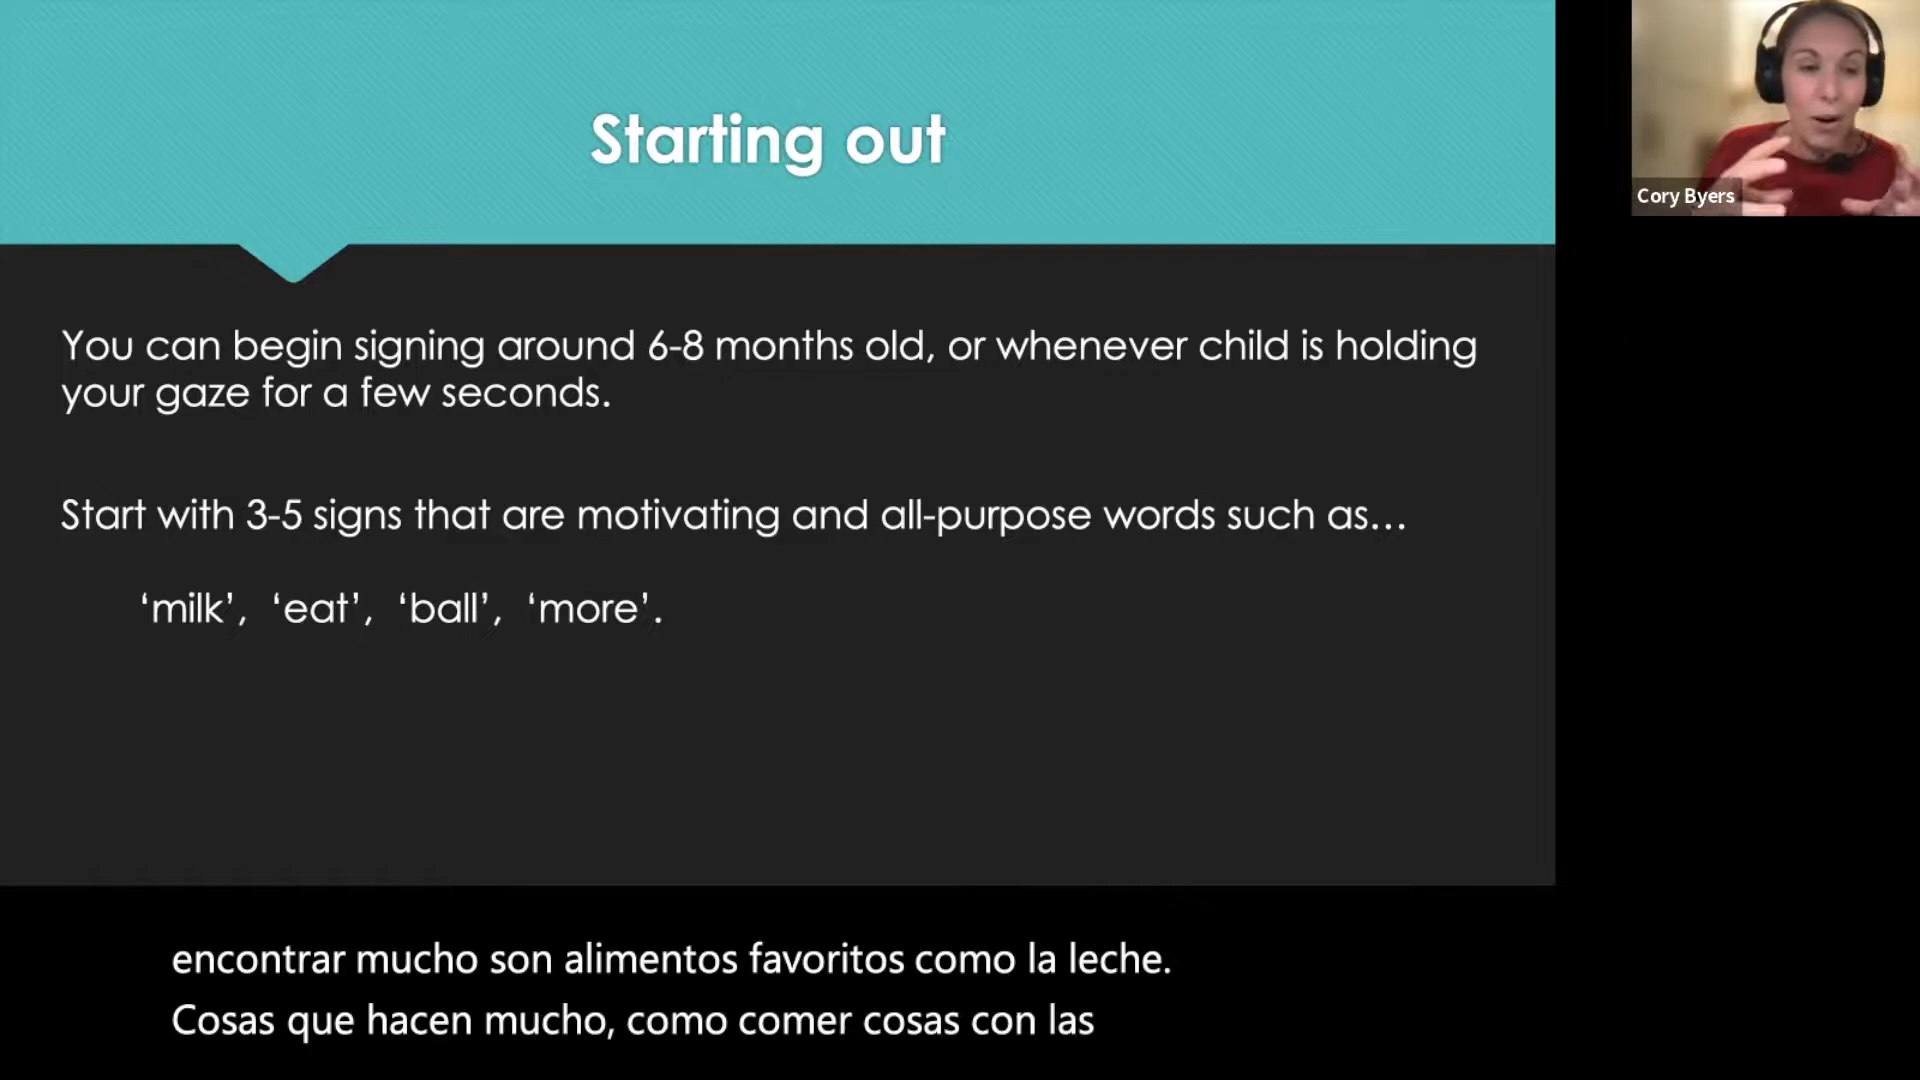 Starting out
Cory Byers
You can begin signing around 6-8 months old, or whenever child is holding
your gaze for a few seconds.
Start with 3-5 signs that are motivating and all-purpose words such as…
‘milk’, ‘eat’, ‘ball’, ‘more’.
encontrar mucho son alimentos favoritos como la leche.
Cosas que hacen mucho, como comer cosas con las